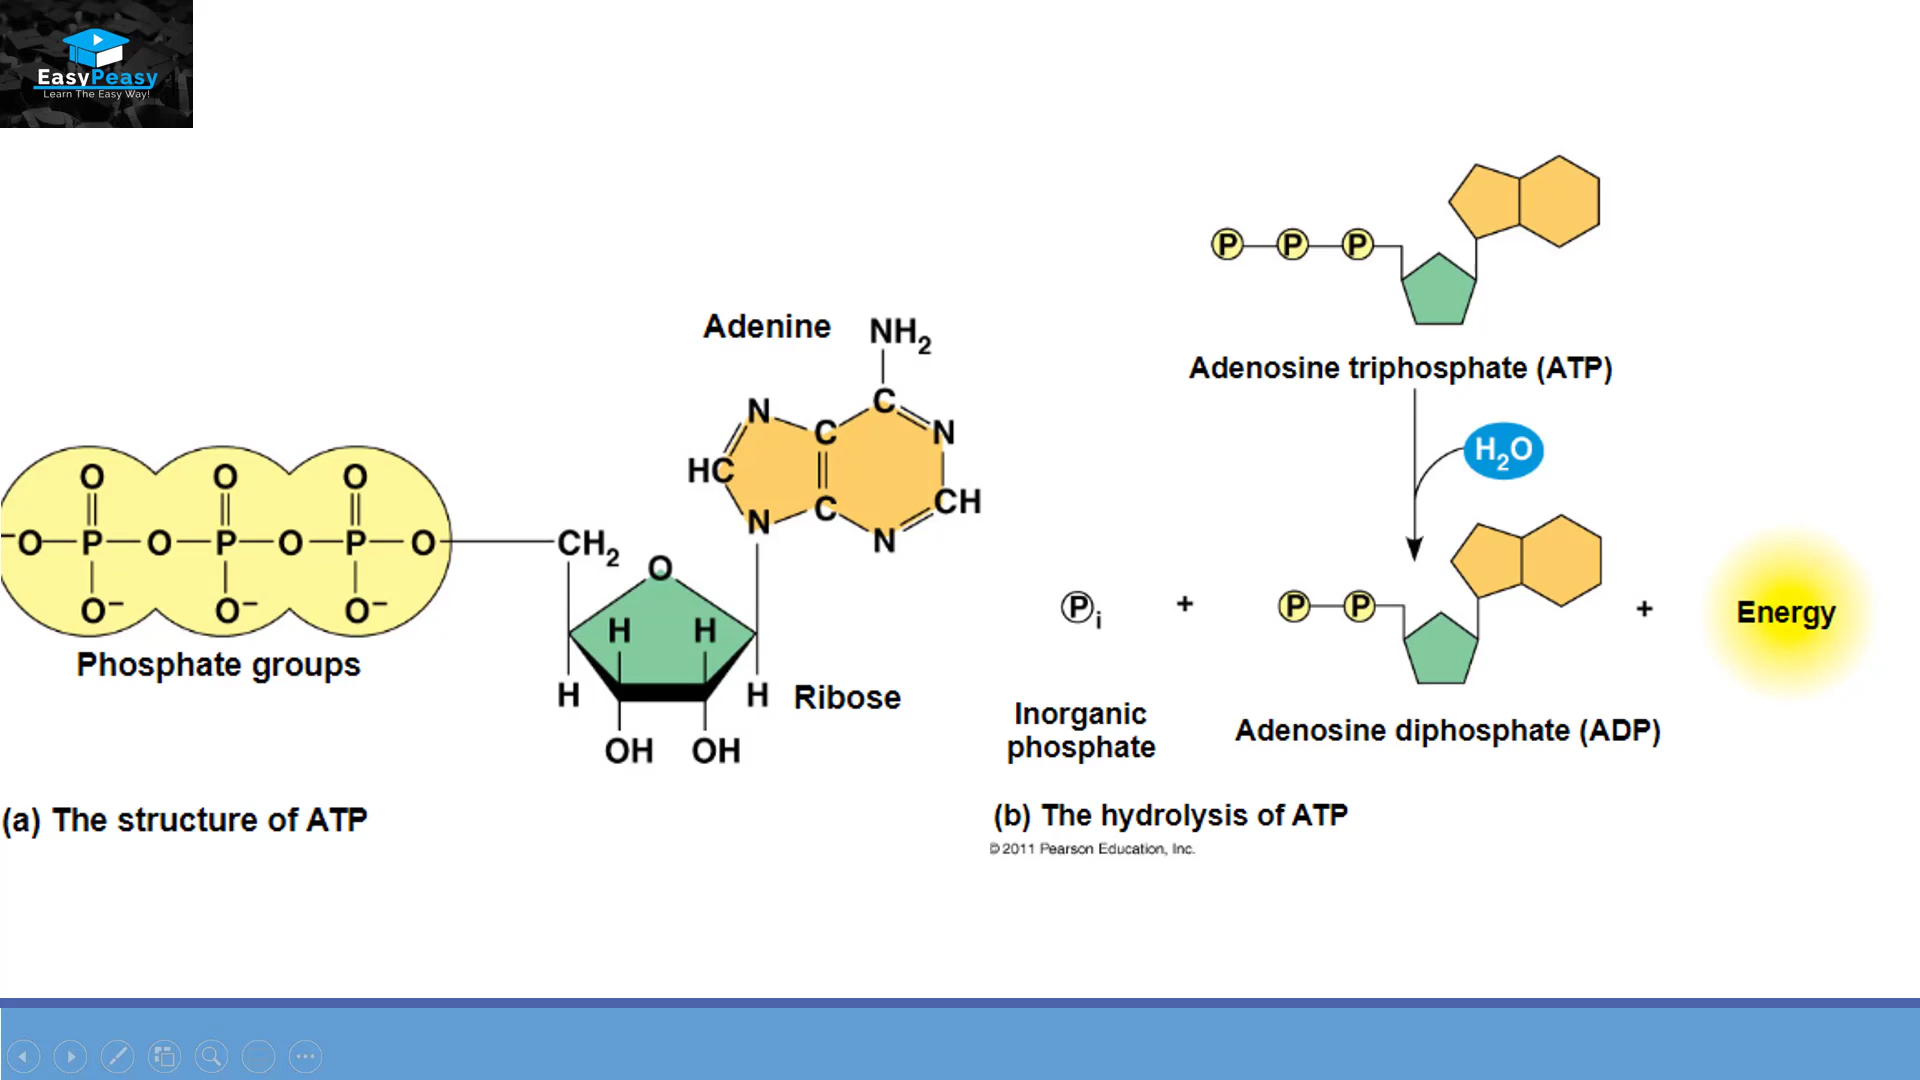 EasyPeasy
Learn The Easy Way!
Adenine
NH2
N
C
C
N
HC
CH
N
C
N
O
O
O
–O
P
O
P
O
P
O
O–
O–
O–
Phosphate groups
CH2
O
H
H
H
H
OH
OH
Ribose
(a) The structure of ATP
P
P
P
Adenosine triphosphate (ATP)
H2O
Pi
+
P
P
+
Energy
Inorganic
phosphate
Adenosine diphosphate (ADP)
(b) The hydrolysis of ATP
© 2011 Pearson Education, Inc.